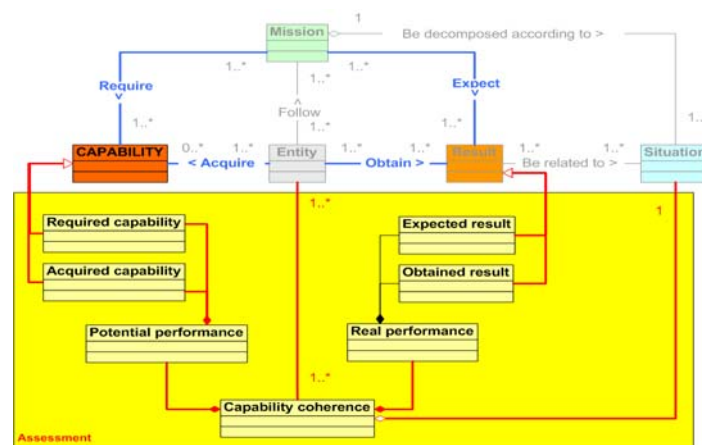 1
Mission
Be decomposed according to >
1..*
1..*
1..*
Require
>
Expect
>
Follow
>
1..*
1..*
1..*
1..
CAPABILITY
0..*
1..*
< Acquire
Entity
1..*
1..*
Obtain >
Result
1..*
1..*
Be related to >
Situation
1..*
1
Required capability
Expected result
Acquired capability
Obtained result
Potential performance
Real performance
1..*
Capability coherence
Assessment